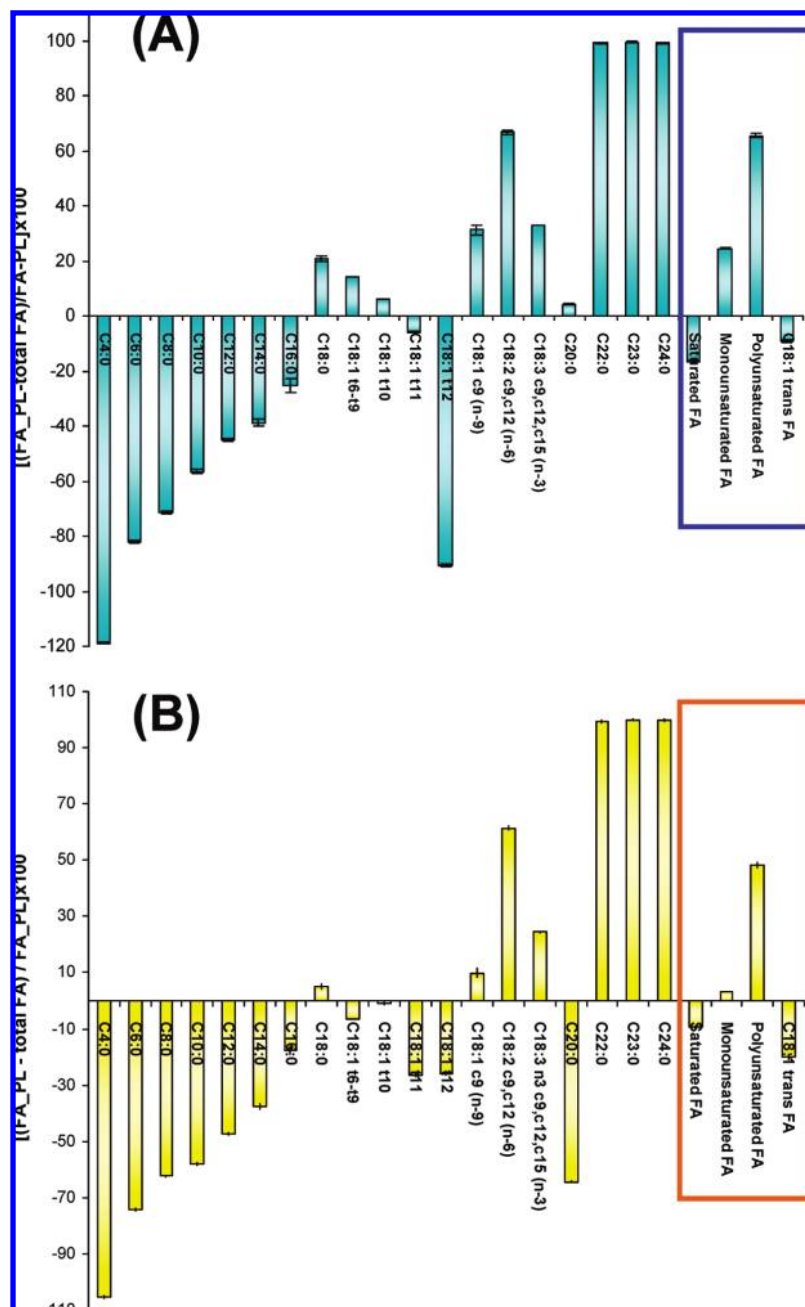 (A)
[(FA_PL-total FA)/FA-PL]x100
100
80
60
40
20
0
-20
-40
-60
-80
-100
-120
C4:0
C6:0
C8:0
C10:0
C12:0
C14:0
C16:0
C18:0
C18:1 t6-t9
C18:1 t10
C18:1 t11
C18:1 t12
C18:1 c9 (n-9)
C18:2 c9,c12 (n-6)
C18:3 c9,c12,c15 (n-3)
C20:0
C22:0
C23:0
C24:0
Saturated FA
Monounsaturated FA
Polyunsaturated FA
C18:1 trans FA
(B)
[(FA_PL - total FA) / FA_PL]x100
110
90
70
50
30
10
-10
-30
-50
-70
-90
-110
C4:0
C6:0
C8:0
C10:0
C12:0
C14:0
C16:0
C18:0
C18:1 t6-t9
C18:1 t10
C18:1 t11
C18:1 t12
C18:1 c9 (n-9)
C18:2 c9,c12 (n-6)
C18:3 n3 c9,c12,c15 (n-3)
C20:0
C22:0
C23:0
C24:0
Saturated FA
Monounsaturated FA
Polyunsaturated FA
C18:1 trans FA